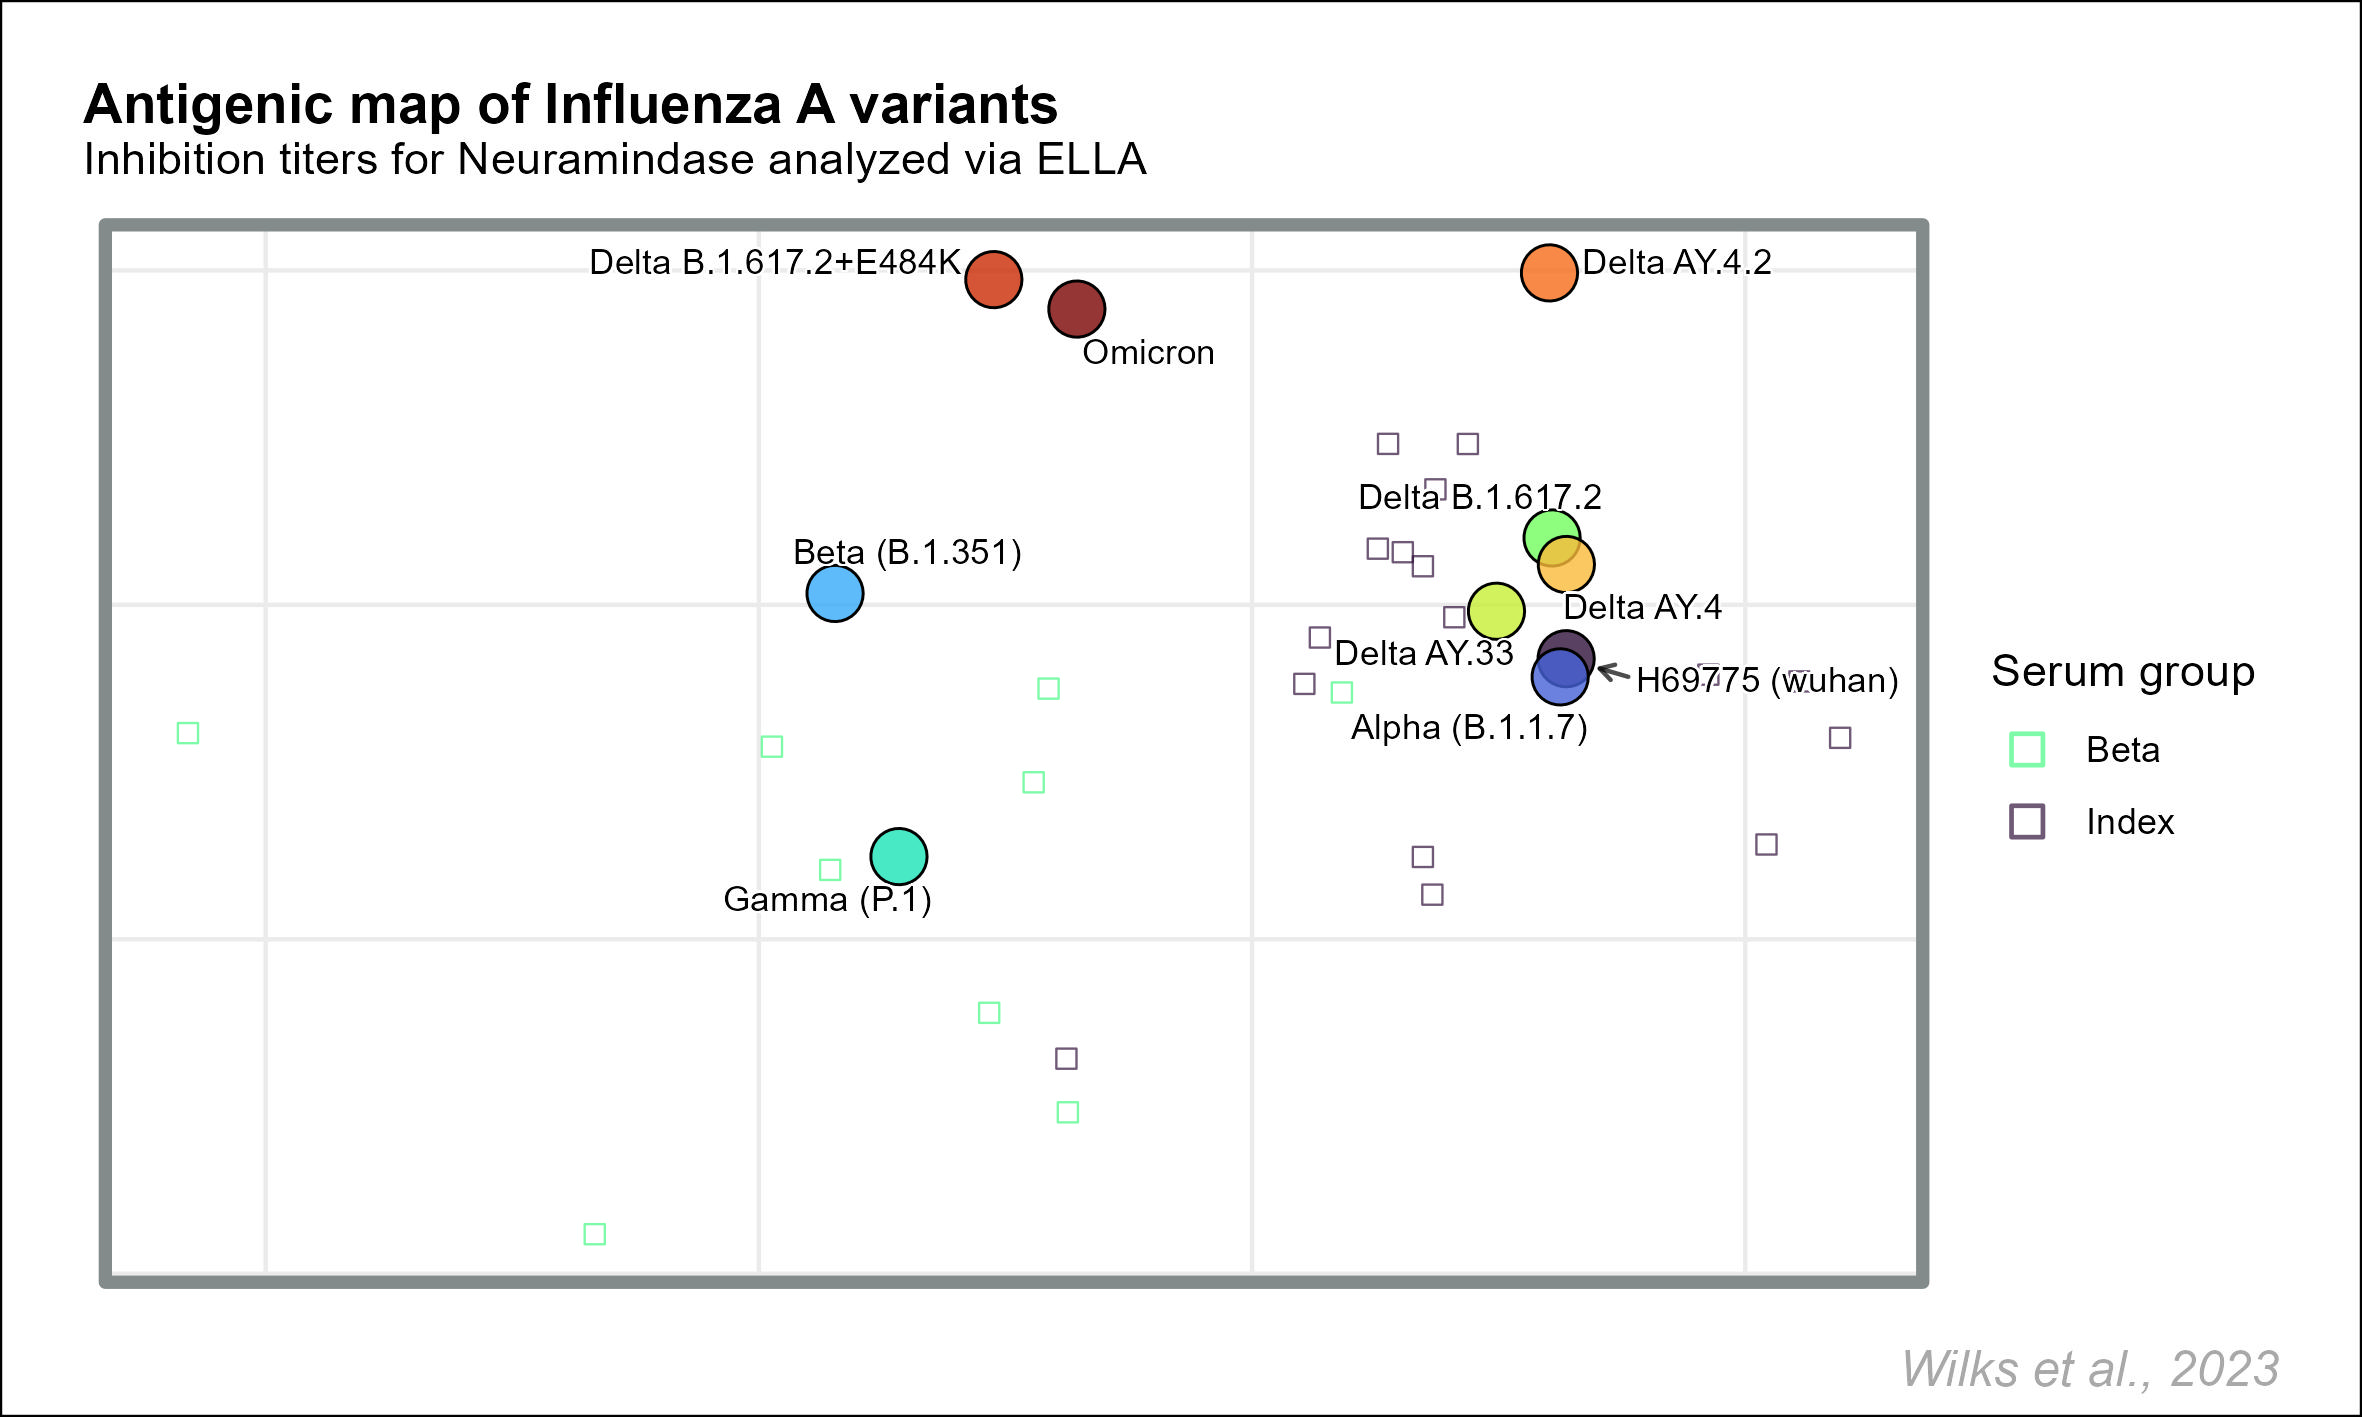 Antigenic map of Influenza A variants
Inhibition titers for Neuramindase analyzed via ELLA
Delta B.1.617.2+E484K
Delta AY.4.2
Omicron
Delta B.1.617.2
Beta (B.1.351)
Delta AY.4
Delta AY.33
H69775 (wuhan)
Alpha (B.1.1.7)
Gamma (P.1)
Serum group
Beta
Index
Wilks et al., 2023